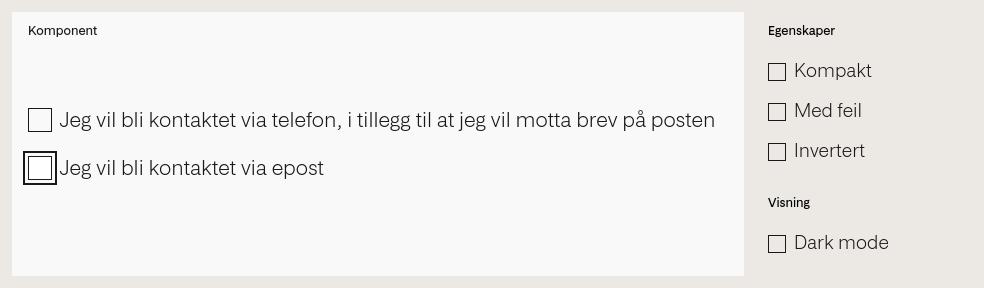 Komponent
Jeg vil bli kontaktet via telefon, i tillegg til at jeg vil motta brev på posten
Jeg vil bli kontaktet via epost
Egenskaper
Kompakt
Med feil
Invertert
Visning
Dark mode